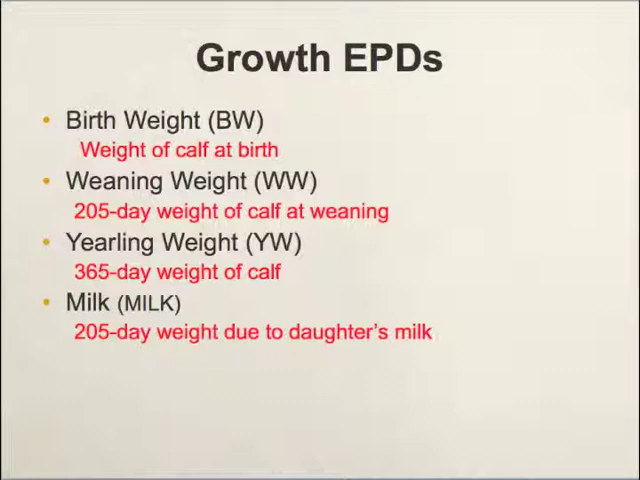 Growth EPDs
• Birth Weight (BW)
Weight of calf at birth
• Weaning Weight (WW)
205-day weight of calf at weaning
• Yearling Weight (YW)
365-day weight of calf
• Milk (MILK)
205-day weight due to daughter's milk